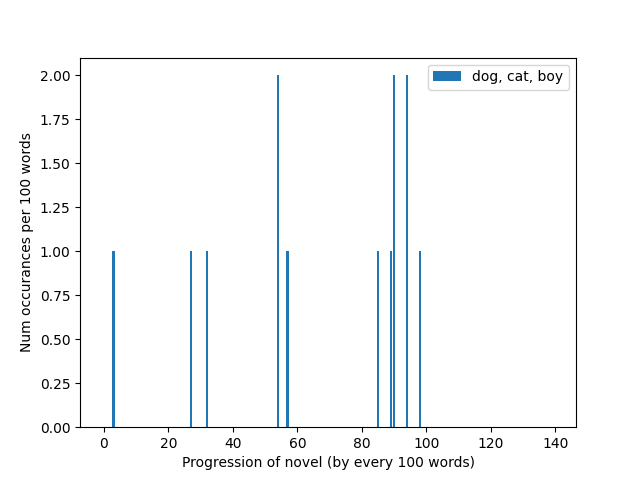 dog, cat, boy
Num occurances per 100 words
2.00
1.75
1.50
1.25
1.00
0.75
0.50
0.25
0.00
0 20 40 60 80 100 120 140
Progression of novel (by every 100 words)